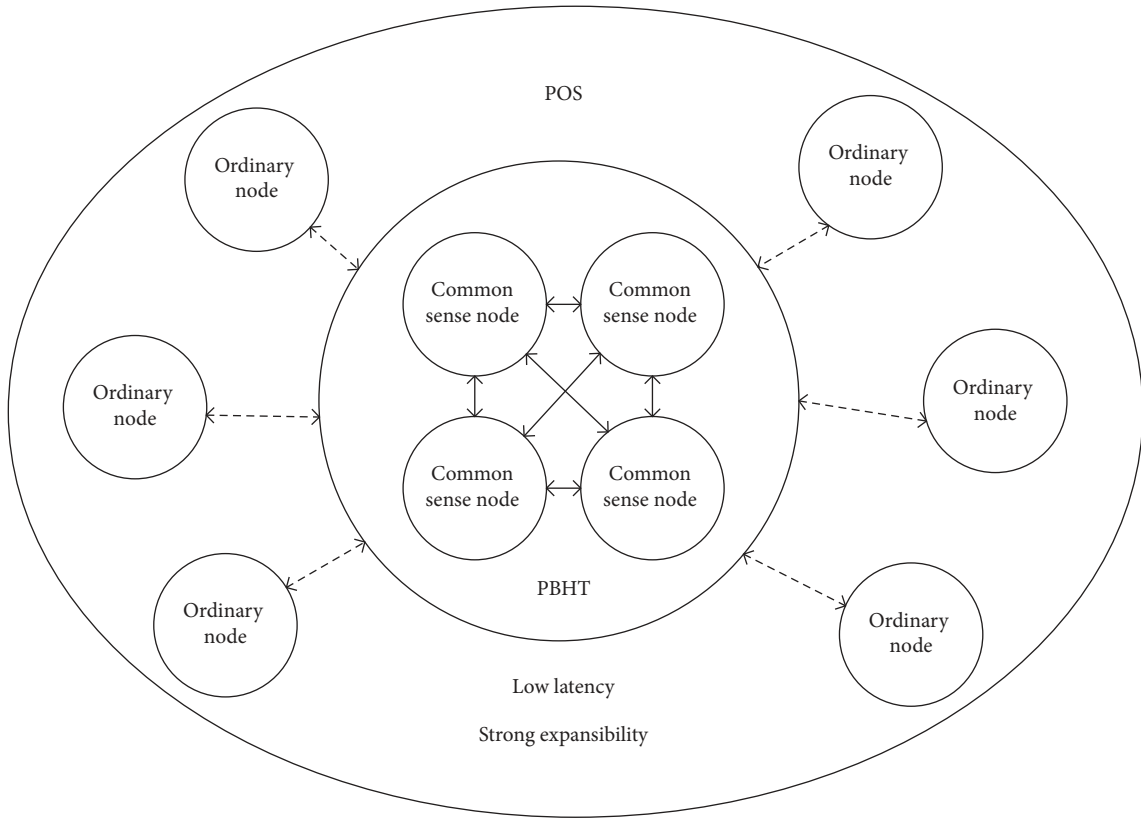 POS
Ordinary
node
Ordinary
node
Common
sense node
Common
sense node
Ordinary
node
Ordinary
node
Common
sense node
Common
sense node
PBHT
Ordinary
node
Ordinary
node
Low latency
Strong expansibility